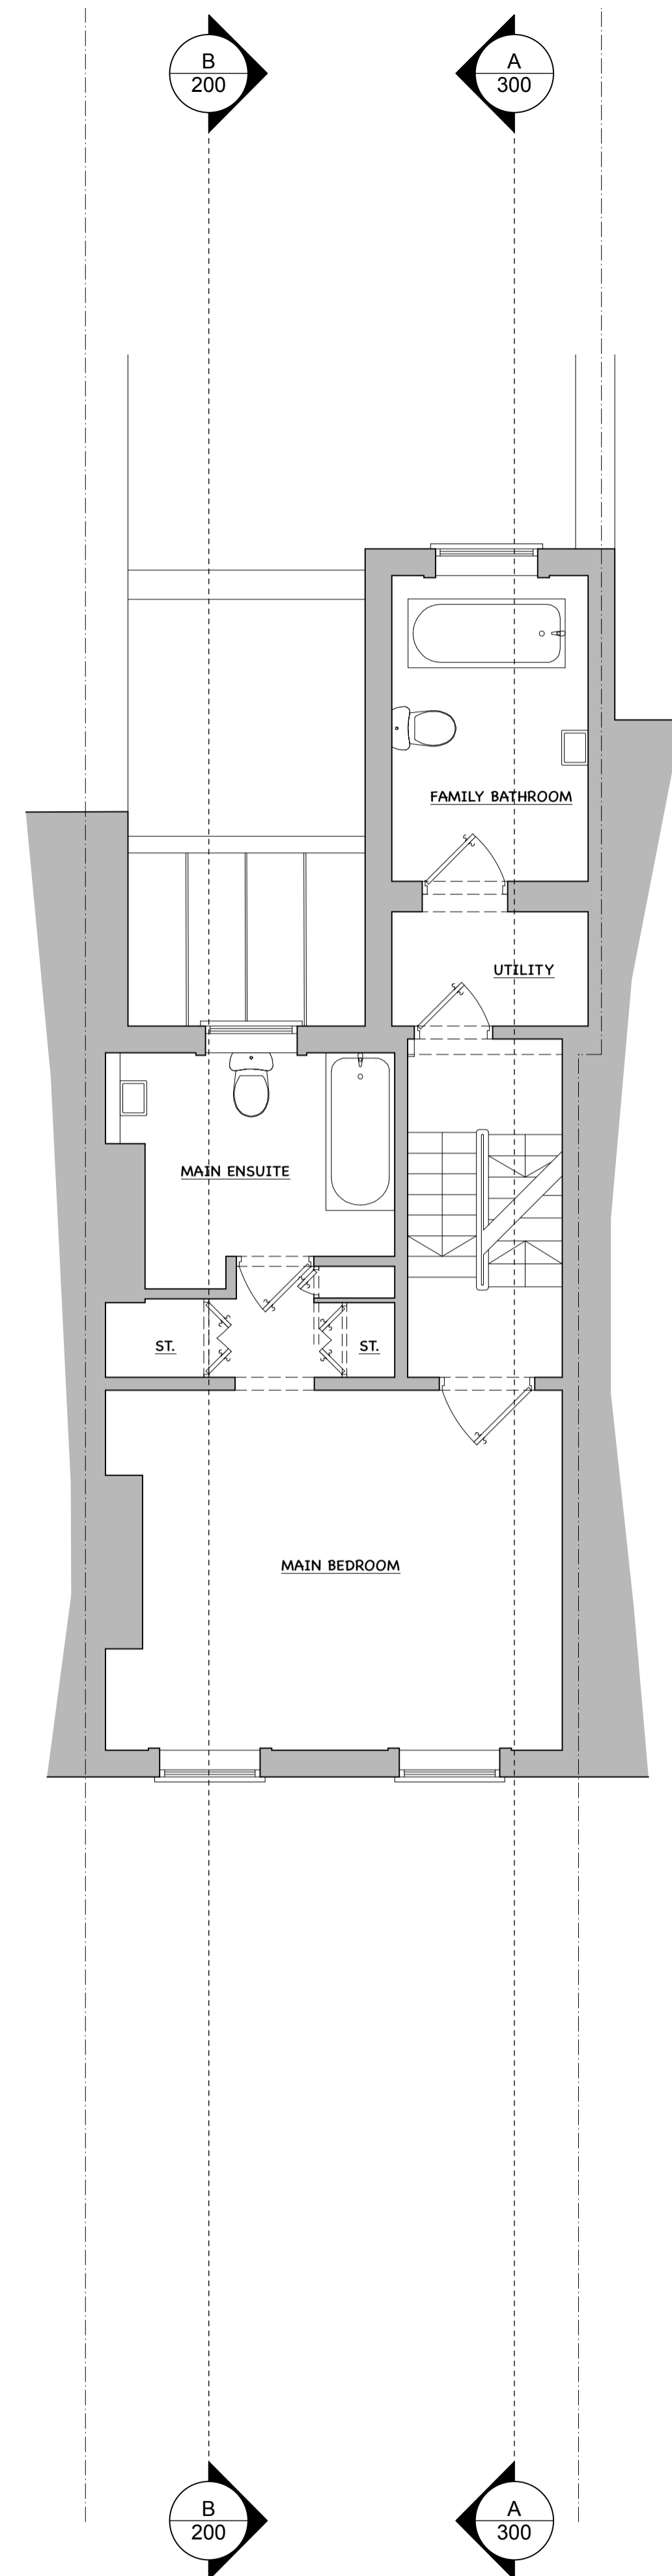 B
200
A
300
FAMILY BATHROOM
UTILITY
MAIN ENSUITE
ST.
ST.
MAIN BEDROOM
B
200
A
300